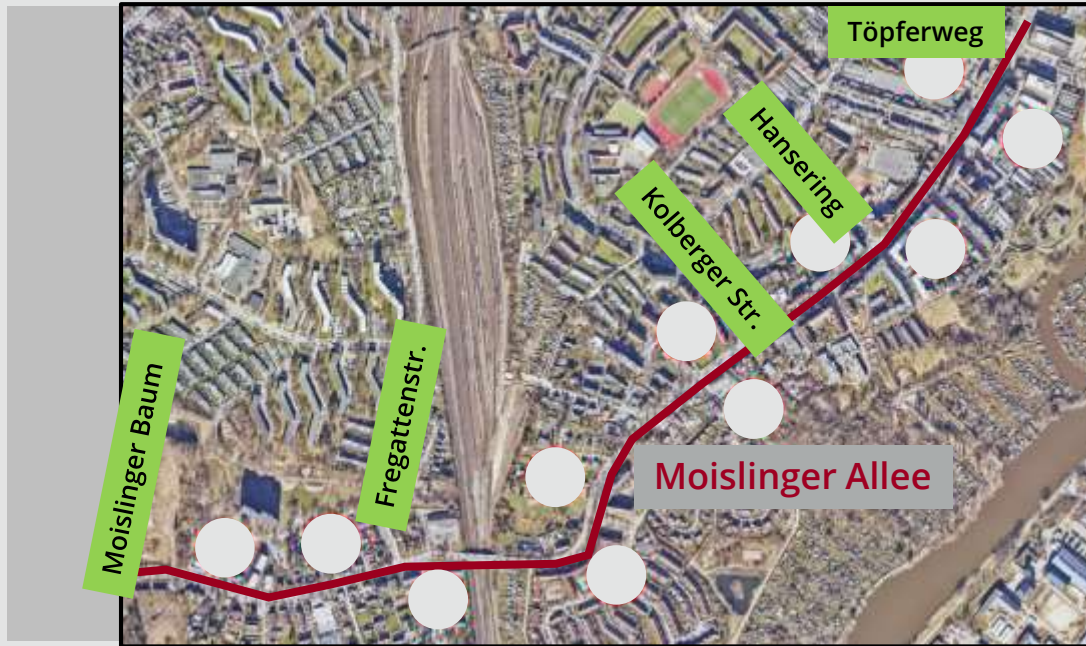 Töpferweg
Hansering
Kolberger Str.
Fregattenstr.
Moislinger Baum
Moislinger Allee